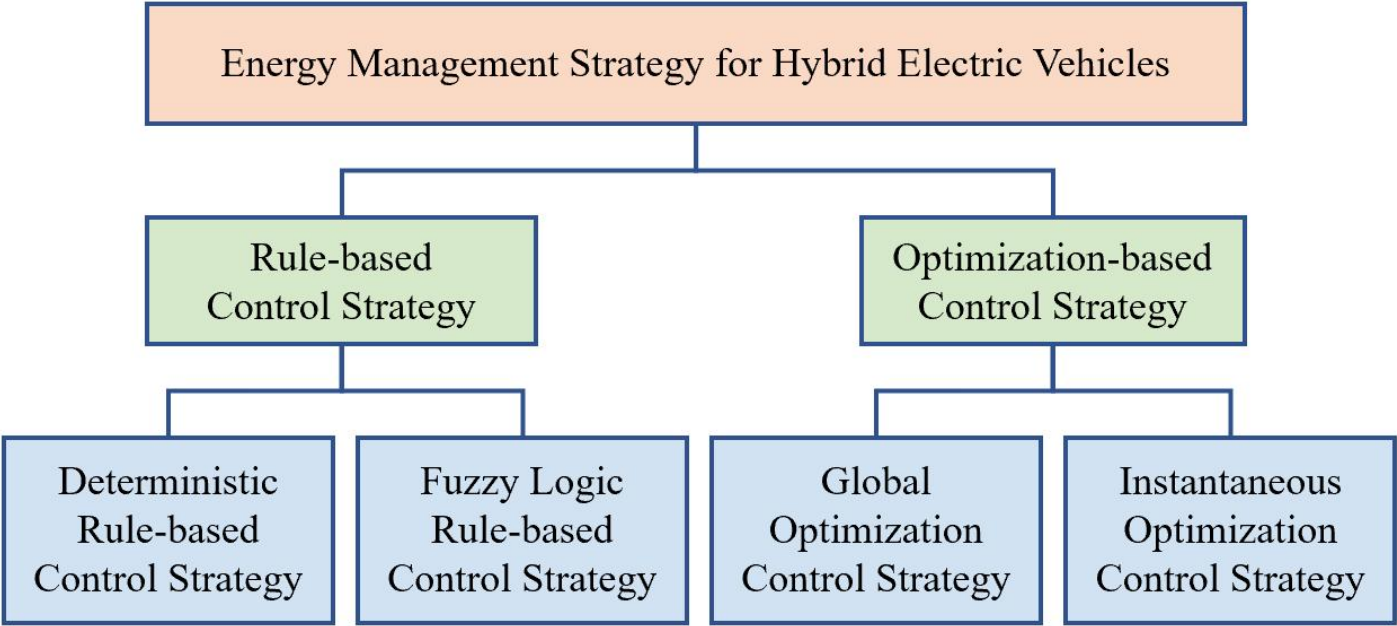 Energy Management Strategy for Hybrid Electric Vehicles
Rule-based
Control Strategy
Optimization-based
Control Strategy
Deterministic
Rule-based
Control Strategy
Fuzzy Logic
Rule-based
Control Strategy
Global
Optimization
Control Strategy
Instantaneous
Optimization
Control Strategy